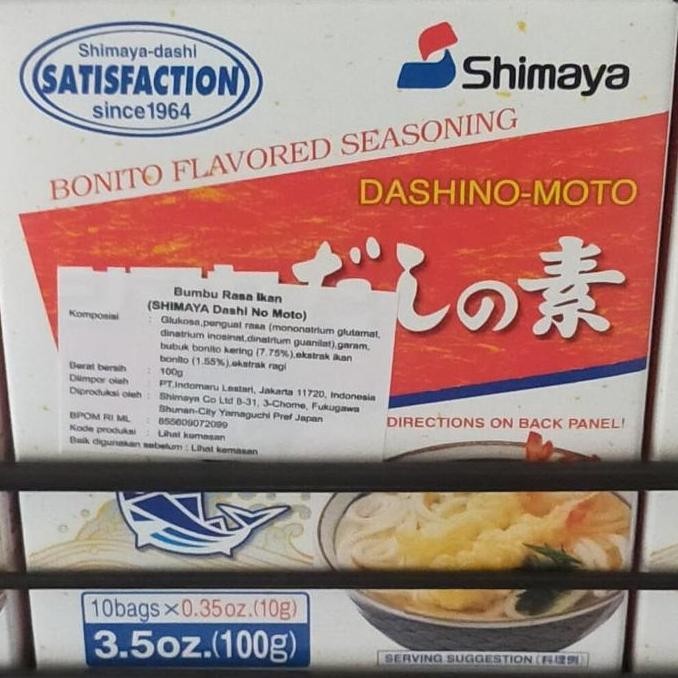 Shimaya-dashi
SATISFACTION
since1964
Shimaya
BONITO FLAVORED SEASONING
DASHINO-MOTO
だしの素
Bumbu Rasa Ikan
(SHIMAYA Dashi No Moto)
Komposisi : Glukosa,penguat rasa (mononatrium glutamat,
dinatrium inosinat,dinatrium guanilat),garam,
bubuk bonito kering (7.75%),ekstrak ikan
bonito (1.55%),ekstrak ragi
Berat bersih : 100g
Diimpor oleh : PT.Indomaru Lestari, Jakarta 11720, Indonesia
Diproduksi oleh : Shimaya Co Ltd 8-31, 3-Chome, Fukugawa
Shunan-City Yamaguchi Pref Japan
BPOM RI ML : 855609072099
Kode produksi : Lihat kemasan
Baik digunakan sebelum : Lihat kemasan
DIRECTIONS ON BACK PANEL!
10bags×0.35oz.(10g)
3.5oz.(100g)
SERVING SUGGESTION (料理例)